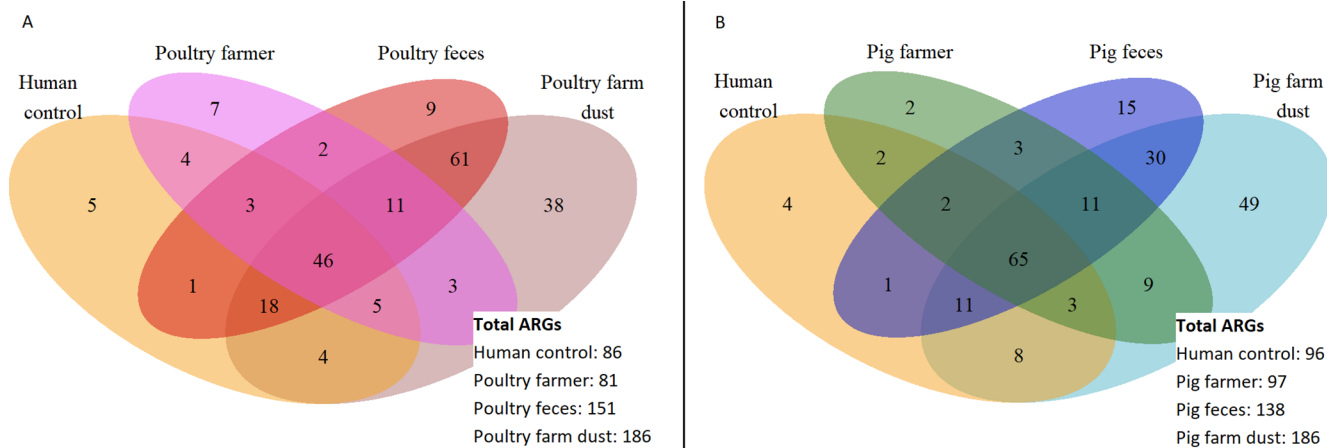 A
Poultry farmer
Poultry feces
Human
control
Poultry farm
dust
7
9
4
2
61
5
3
11
38
46
1
18
5
3
4
Total ARGs
Human control: 86
Poultry farmer: 81
Poultry feces: 151
Poultry farm dust: 186
B
Pig farmer
Pig feces
Human
control
Pig farm
dust
2
15
2
3
30
4
2
11
49
65
1
11
3
9
8
Total ARGs
Human control: 96
Pig farmer: 97
Pig feces: 138
Pig farm dust: 186